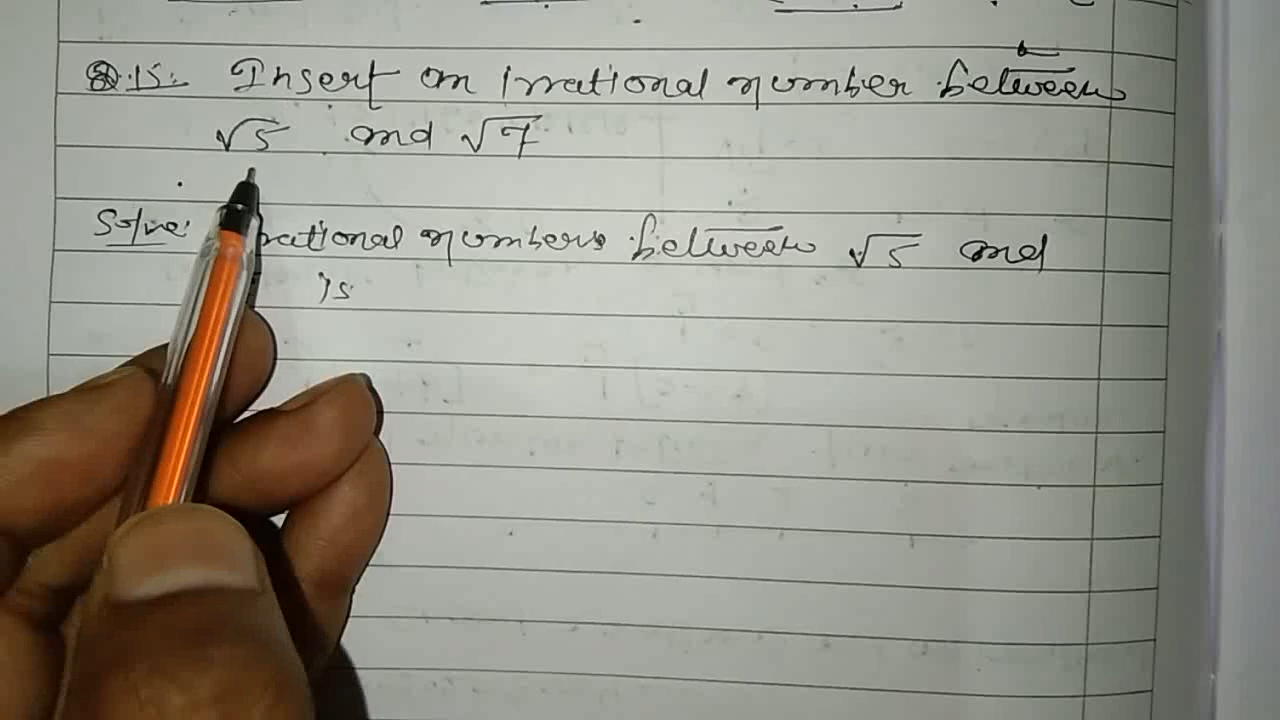 Q.15. Insert an Irrational number between
√5 and √7
Solve: rational numbers between √5 and
is